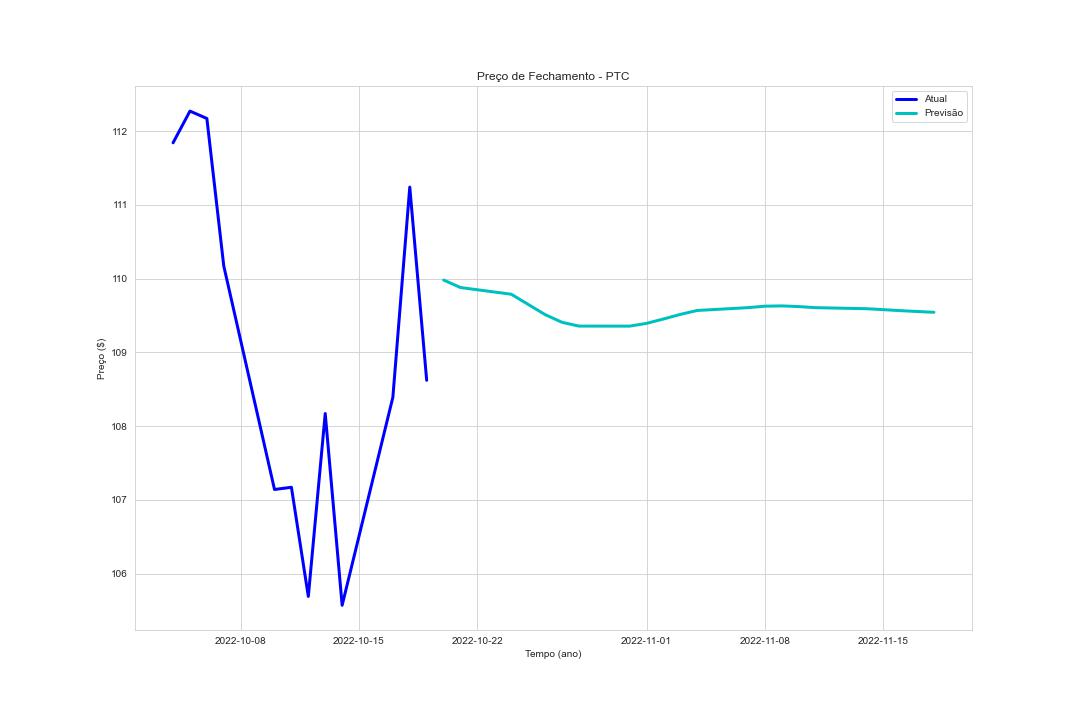 Preço de Fechamento - PTC
Atual
Previsão
112
111
110
109
108
107
106
Preço ($)
2022-10-08
2022-10-15
2022-10-22
2022-11-01
2022-11-08
2022-11-15
Tempo (ano)